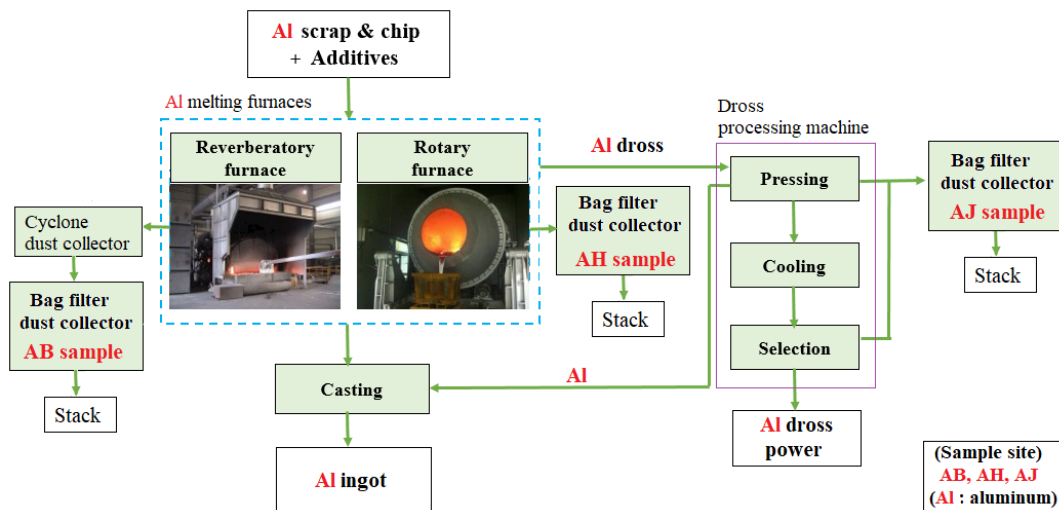 Al scrap & chip
+ Additives
Al melting furnaces
Reverberatory
furnace
Rotary
furnace
Al dross
Dross
processing machine
Pressing
Cooling
Selection
Bag filter
dust collector
AJ sample
Stack
Bag filter
dust collector
AH sample
Stack
Cyclone
dust collector
Bag filter
dust collector
AB sample
Stack
Casting
Al
Al ingot
Al dross
power
(Sample site)
AB, AH, AJ
(Al : aluminum)